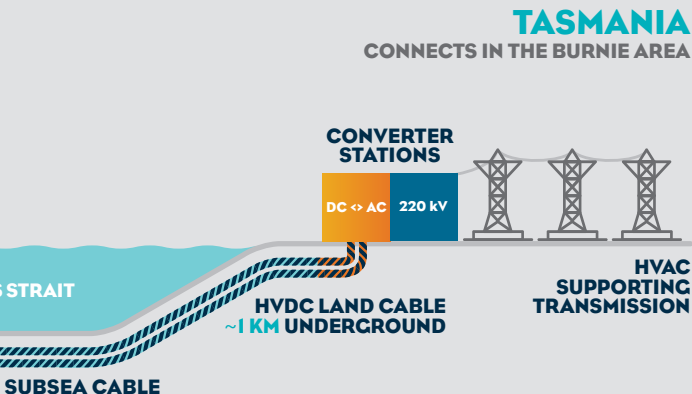 TASMANIA
CONNECTS IN THE BURNIE AREA
CONVERTER
STATIONS
DC <> AC
220 kV
STRAIT
HVAC
SUPPORTING
TRANSMISSION
HVDC LAND CABLE
~1 KM UNDERGROUND
SUBSEA CABLE